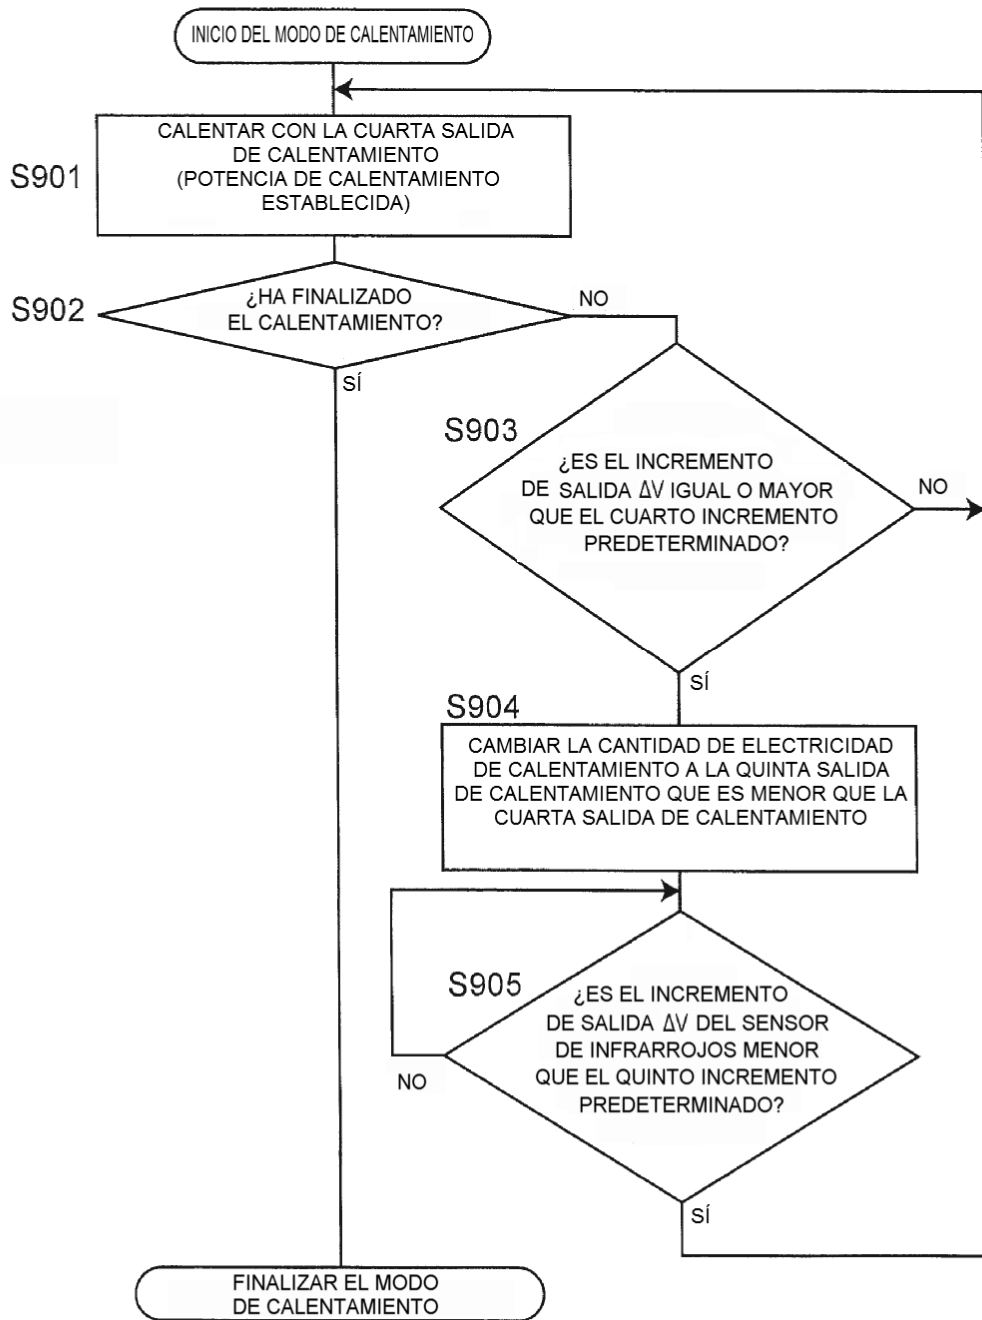 INICIO DEL MODO DE CALENTAMIENTO
S901
CALENTAR CON LA CUARTA SALIDA
DE CALENTAMIENTO
(POTENCIA DE CALENTAMIENTO
ESTABLECIDA)
S902
¿HA FINALIZADO
EL CALENTAMIENTO?
NO
SÍ
S903
¿ES EL INCREMENTO
DE SALIDA ΔV IGUAL O MAYOR
QUE EL CUARTO INCREMENTO
PREDETERMINADO?
NO
SÍ
S904
CAMBIAR LA CANTIDAD DE ELECTRICIDAD
DE CALENTAMIENTO A LA QUINTA SALIDA
DE CALENTAMIENTO QUE ES MENOR QUE LA
CUARTA SALIDA DE CALENTAMIENTO
S905
¿ES EL INCREMENTO
DE SALIDA ΔV DEL SENSOR
DE INFRARROJOS MENOR
QUE EL QUINTO INCREMENTO
PREDETERMINADO?
NO
SÍ
FINALIZAR EL MODO
DE CALENTAMIENTO